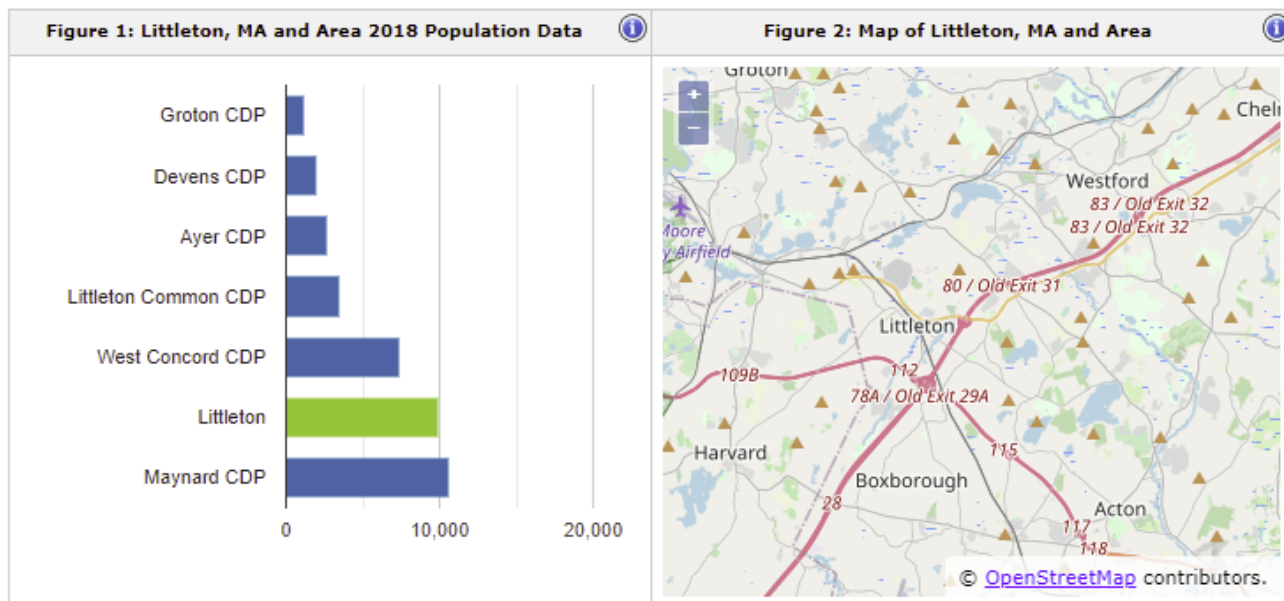 Figure 1: Littleton, MA and Area 2018 Population Data
i
Groton CDP
Devens CDP
Ayer CDP
Littleton Common CDP
West Concord CDP
Littleton
Maynard CDP
0
10,000
20,000
Figure 2: Map of Littleton, MA and Area
i
Groton
+
−
Westford
83 / Old Exit 32
83 / Old Exit 32
Moore
Airfield
80 / Old Exit 31
Littleton
109B
112
78A / Old Exit 29A
Harvard
115
Boxborough
28
Acton
117
118
© OpenStreetMap contributors.